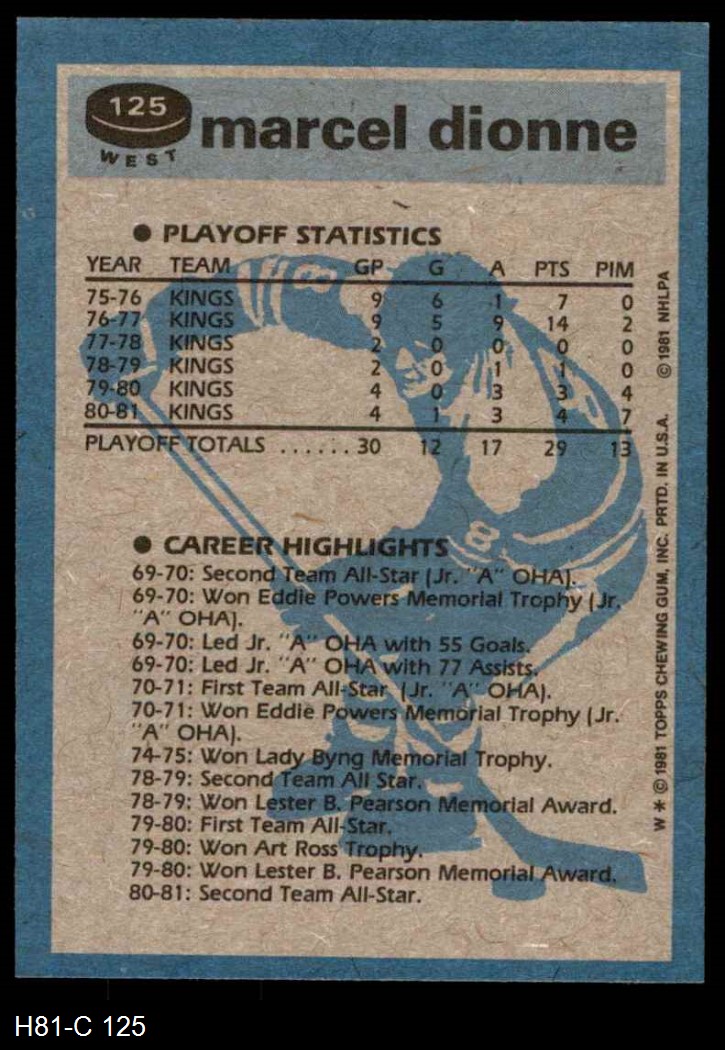 125
WEST
marcel dionne
● PLAYOFF STATISTICS
YEAR TEAM GP G A PTS PIM
75-76 KINGS 9 6 1 7 0
76-77 KINGS 9 5 9 14 2
77-78 KINGS 2 0 0 0 0
78-79 KINGS 2 0 1 1 0
79-80 KINGS 4 0 3 3 4
80-81 KINGS 4 1 3 4 7
PLAYOFF TOTALS ......30 12 17 29 13
● CAREER HIGHLIGHTS
69-70: Second Team All-Star (Jr. "A" OHA).
69-70: Won Eddie Powers Memorial Trophy (Jr.
"A" OHA).
69-70: Led Jr. "A" OHA with 55 Goals.
69-70: Led Jr. "A" OHA with 77 Assists.
70-71: First Team All-Star (Jr. "A" OHA).
70-71: Won Eddie Powers Memorial Trophy (Jr.
"A" OHA).
74-75: Won Lady Byng Memorial Trophy.
78-79: Second Team All Star.
78-79: Won Lester B. Pearson Memorial Award.
79-80: First Team All-Star.
79-80: Won Art Ross Trophy.
79-80: Won Lester B. Pearson Memorial Award.
80-81: Second Team All-Star.
8
8
W * © 1981 TOPPS CHEWING GUM, INC. PRTD. IN U.S.A. © 1981 NHLPA
H81-C 125